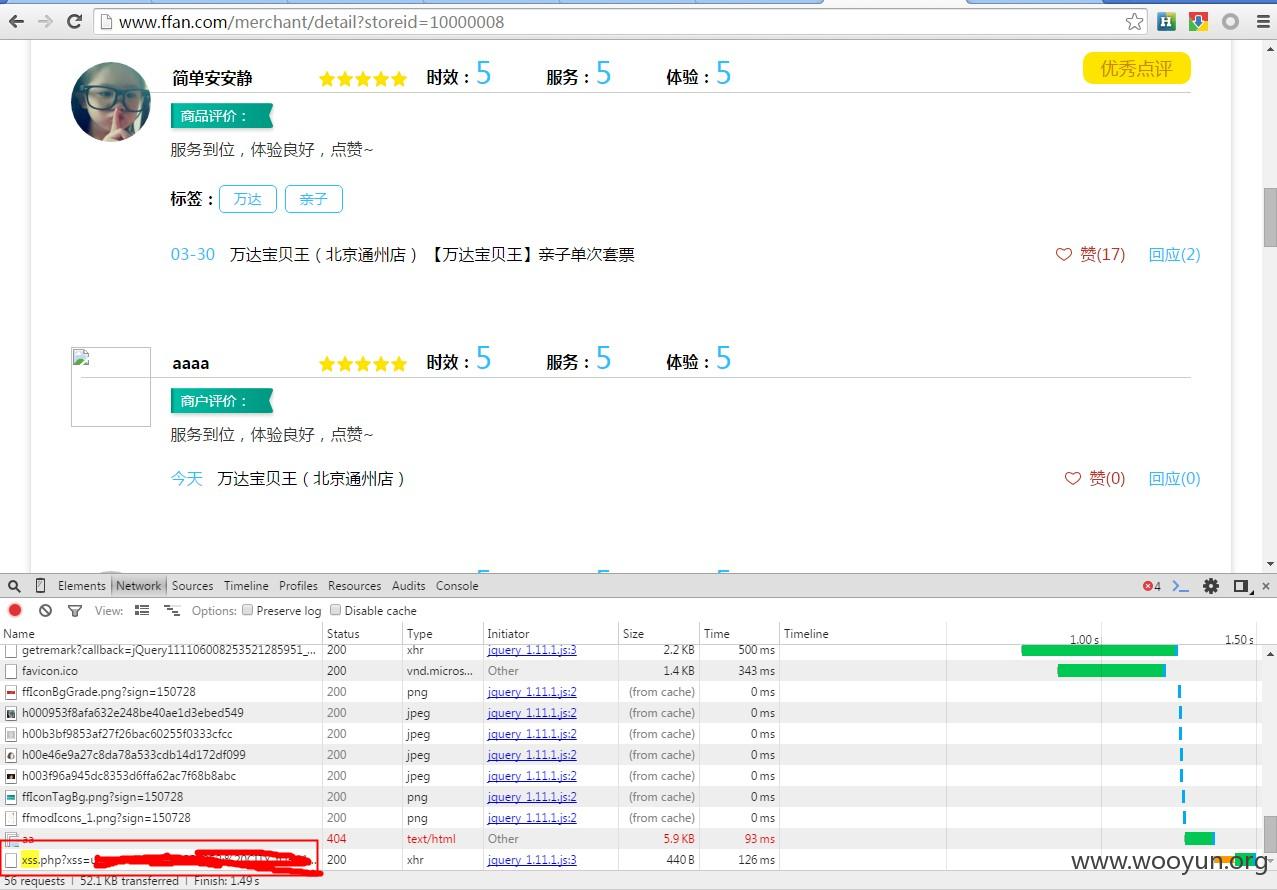 www.ffan.com/merchant/detail?storeid=10000008
简单安安静 时效：5 服务：5 体验：5 优秀点评
商品评价：
服务到位，体验良好，点赞~
标签： 万达 亲子
03-30 万达宝贝王（北京通州店）【万达宝贝王】亲子单次套票 赞(17) 回应(2)
aaaa 时效：5 服务：5 体验：5
商户评价：
服务到位，体验良好，点赞~
今天 万达宝贝王（北京通州店） 赞(0) 回应(0)
Elements Network Sources Timeline Profiles Resources Audits Console 4
View: Options: Preserve log Disable cache
Name Status Type Initiator Size Time Timeline 1.00 s 1.50 s
getremark?callback=jQuery111106008253521285951_... 200 xhr jquery 1.11.1.js:3 2.2 KB 500 ms
favicon.ico 200 vnd.micros... Other 1.4 KB 343 ms
ffIconBgGrade.png?sign=150728 200 png jquery 1.11.1.js:2 (from cache) 0 ms
h000953f8afa632e248be40ae1d3ebed549 200 jpeg jquery 1.11.1.js:2 (from cache) 0 ms
h00b3bf9853af27f26bac60255f0333cfcc 200 jpeg jquery 1.11.1.js:2 (from cache) 0 ms
h00e46e9a27c8da78a533cdb14d172df099 200 jpeg jquery 1.11.1.js:2 (from cache) 0 ms
h003f96a945dc8353d6ffa62ac7f68b8abc 200 jpeg jquery 1.11.1.js:2 (from cache) 0 ms
ffIconTagBg.png?sign=150728 200 png jquery 1.11.1.js:2 (from cache) 0 ms
ffmodIcons_1.png?sign=150728 200 png jquery 1.11.1.js:2 (from cache) 0 ms
aa 404 text/html Other 5.9 KB 93 ms
xss.php?xss=u 200 xhr jquery 1.11.1.js:3 440 B 126 ms
www.wooyun.org
56 requests | 52.1 KB transferred | Finish: 1.49 s